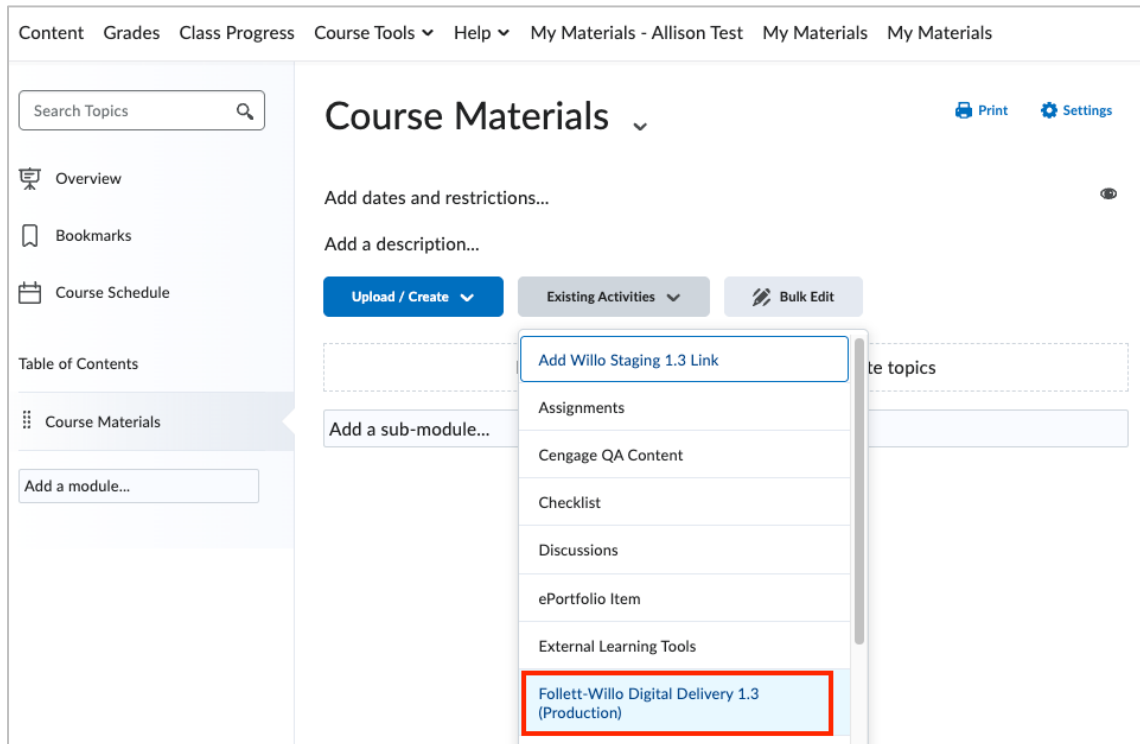 Content Grades Class Progress Course Tools Help My Materials - Allison Test My Materials My Materials
Search Topics
Overview
Bookmarks
Course Schedule
Table of Contents
Course Materials
Add a module...
Course Materials
Print Settings
Add dates and restrictions...
Add a description...
Upload / Create Existing Activities Bulk Edit
te topics
Add a sub-module...
Add Willo Staging 1.3 Link
Assignments
Cengage QA Content
Checklist
Discussions
ePortfolio Item
External Learning Tools
Follett-Willo Digital Delivery 1.3
(Production)